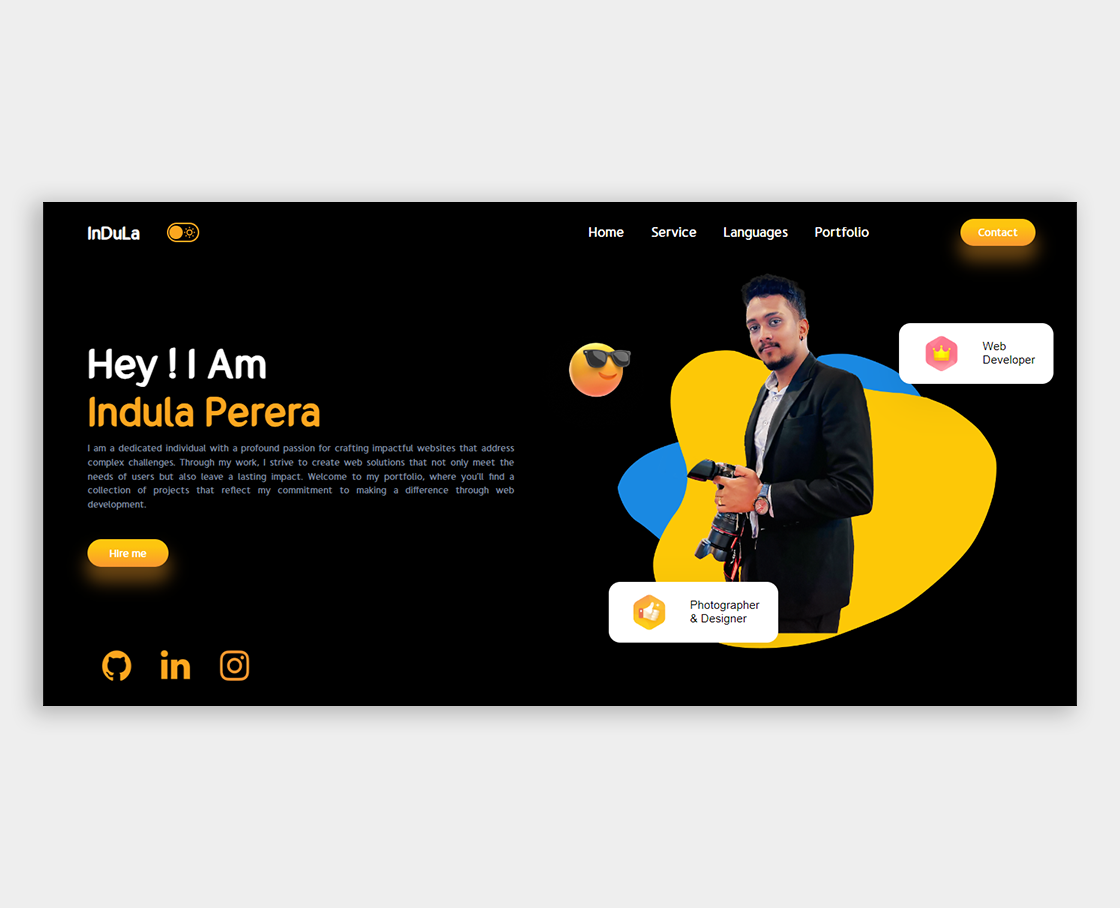 InDuLa
Home Service Languages Portfolio
Contact
Hey ! I Am
Indula Perera
I am a dedicated individual with a profound passion for crafting impactful websites that address
complex challenges. Through my work, I strive to create web solutions that not only meet the
needs of users but also leave a lasting impact. Welcome to my portfolio, where you'll find a
collection of projects that reflect my commitment to making a difference through web
development.
Hire me
Web
Developer
Photographer
& Designer
in